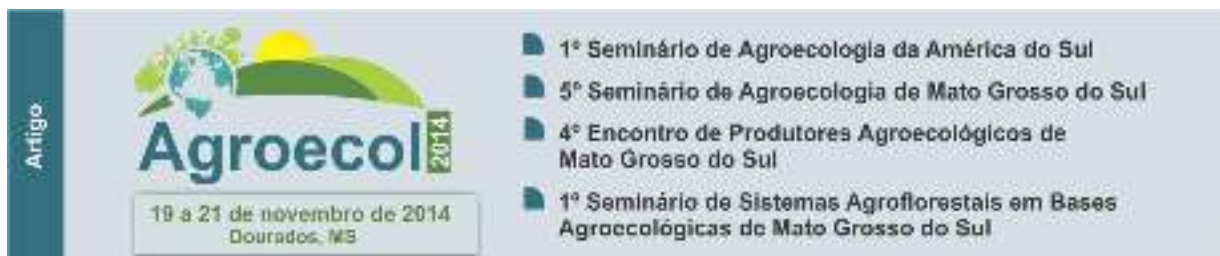 Artigo
Agroecol 2014
19 a 21 de novembro de 2014
Dourados, MS
1º Seminário de Agroecologia da América do Sul
5º Seminário de Agroecologia de Mato Grosso do Sul
4º Encontro de Produtores Agroecológicos de
Mato Grosso do Sul
1º Seminário de Sistemas Agroflorestais em Bases
Agroecológicas de Mato Grosso do Sul